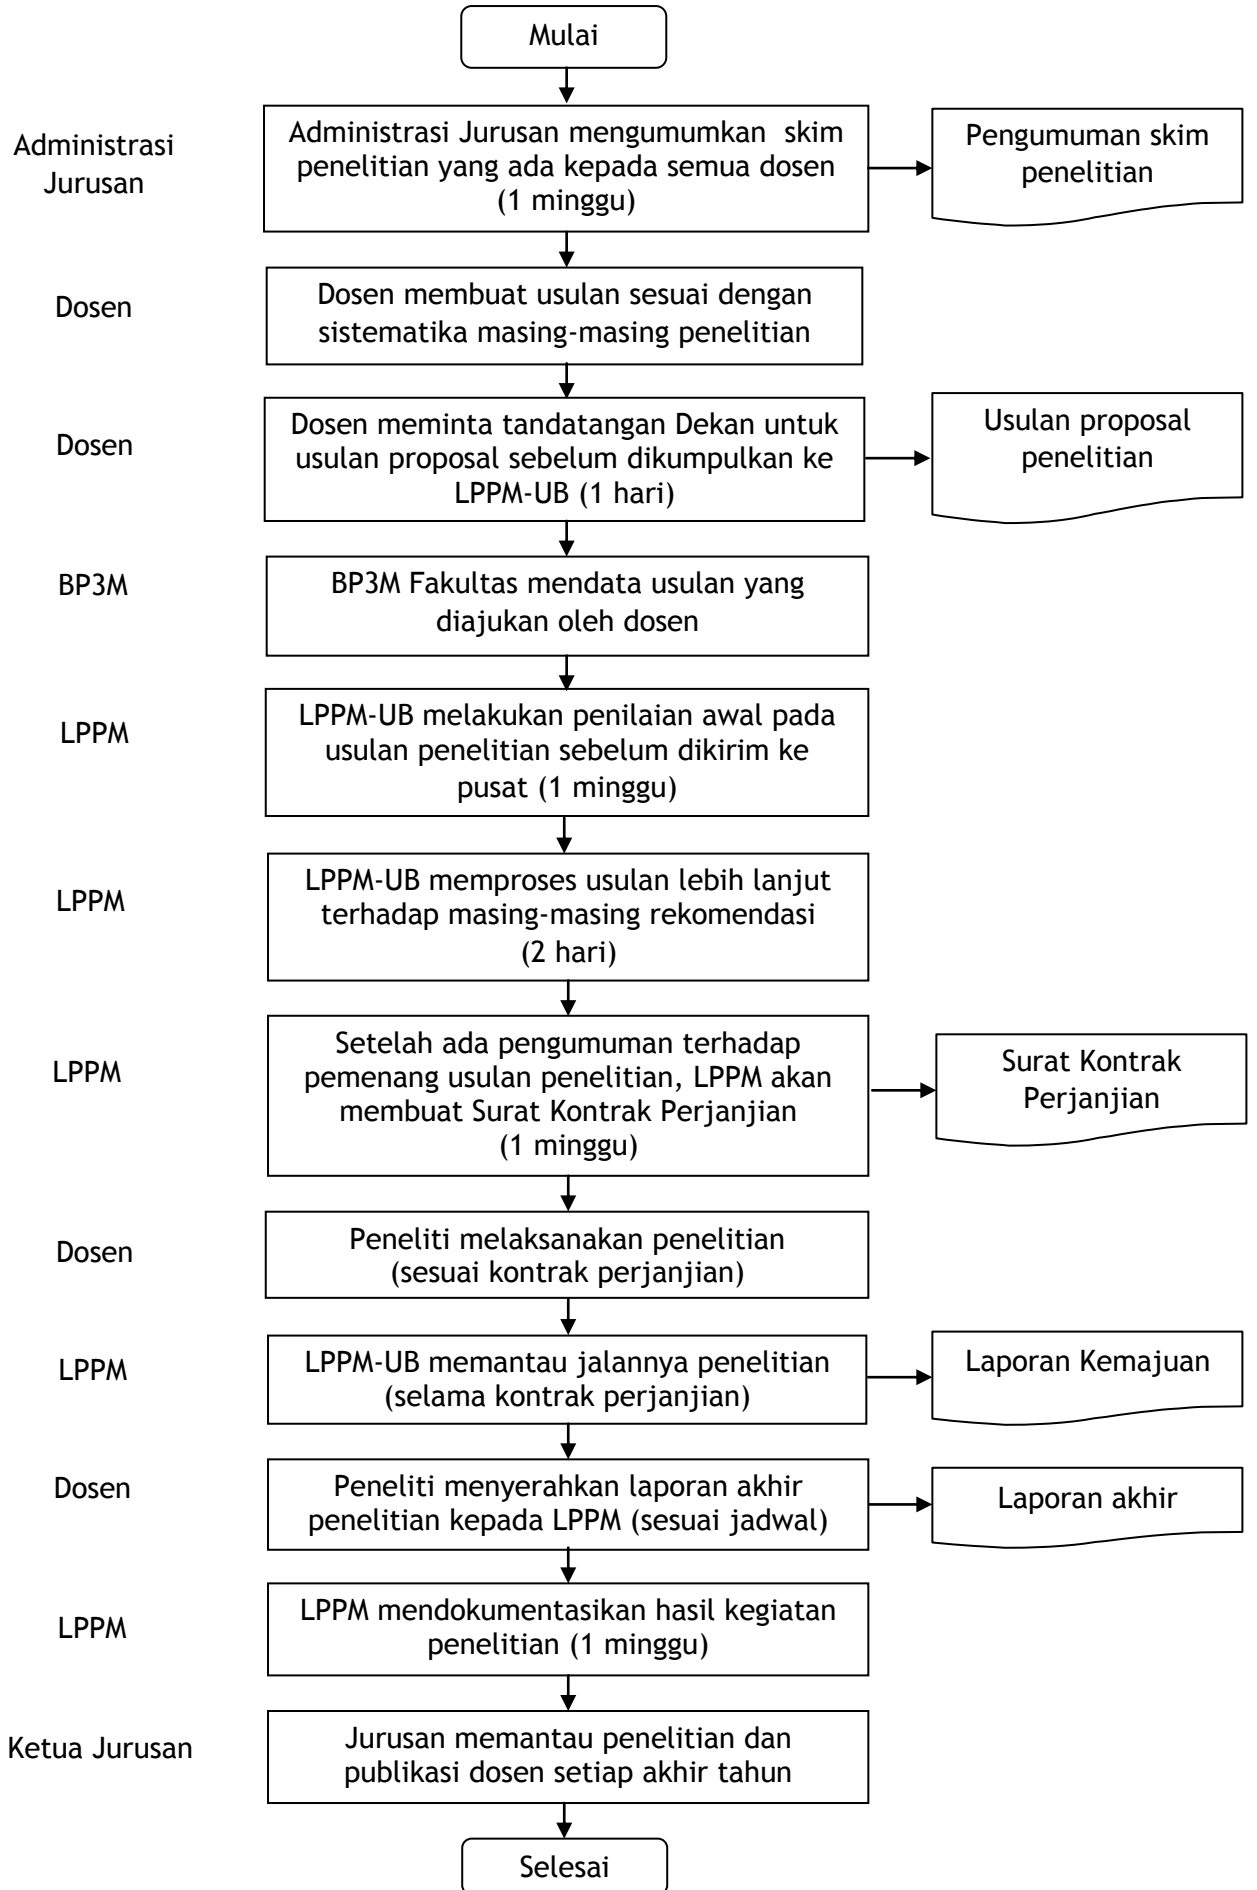 Mulai
Administrasi
Jurusan
Administrasi Jurusan mengumumkan  skim
penelitian yang ada kepada semua dosen
(1 minggu)
Pengumuman skim
penelitian
Dosen
Dosen membuat usulan sesuai dengan
sistematika masing-masing penelitian
Dosen
Dosen meminta tandatangan Dekan untuk
usulan proposal sebelum dikumpulkan ke
LPPM-UB (1 hari)
Usulan proposal
penelitian
BP3M
BP3M Fakultas mendata usulan yang
diajukan oleh dosen
LPPM
LPPM-UB melakukan penilaian awal pada
usulan penelitian sebelum dikirim ke
pusat (1 minggu)
LPPM
LPPM-UB memproses usulan lebih lanjut
terhadap masing-masing rekomendasi
(2 hari)
LPPM
Setelah ada pengumuman terhadap
pemenang usulan penelitian, LPPM akan
membuat Surat Kontrak Perjanjian
(1 minggu)
Surat Kontrak
Perjanjian
Dosen
Peneliti melaksanakan penelitian
(sesuai kontrak perjanjian)
LPPM
LPPM-UB memantau jalannya penelitian
(selama kontrak perjanjian)
Laporan Kemajuan
Dosen
Peneliti menyerahkan laporan akhir
penelitian kepada LPPM (sesuai jadwal)
Laporan akhir
LPPM
LPPM mendokumentasikan hasil kegiatan
penelitian (1 minggu)
Ketua Jurusan
Jurusan memantau penelitian dan
publikasi dosen setiap akhir tahun
Selesai